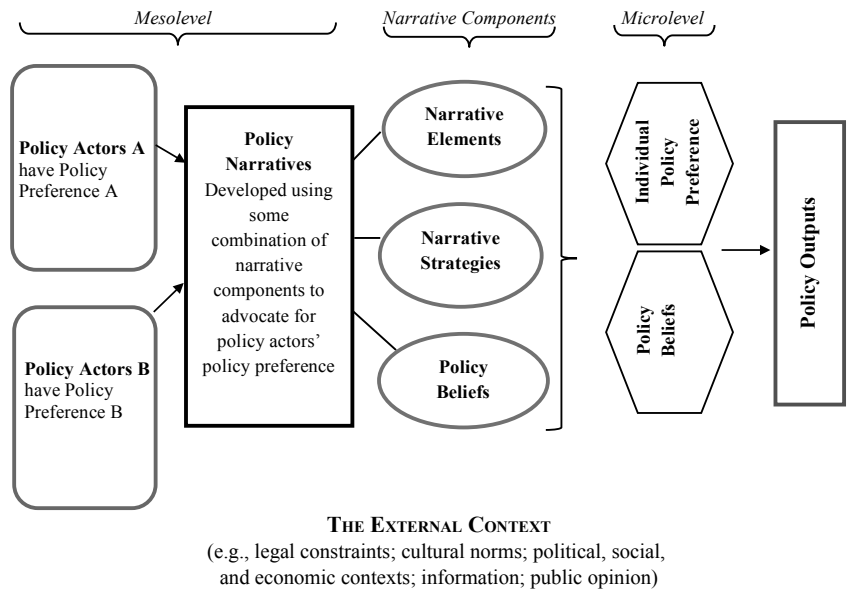 Mesolevel
Narrative Components
Microlevel
Policy Actors A
have Policy
Preference A
Policy Actors B
have Policy
Preference B
Policy
Narratives
Developed using
some
combination of
narrative
components to
advocate for
policy actors’
policy preference
Narrative
Elements
Narrative
Strategies
Policy
Beliefs
Individual
Policy
Preference
Policy
Beliefs
Policy Outputs
THE EXTERNAL CONTEXT
(e.g., legal constraints; cultural norms; political, social,
and economic contexts; information; public opinion)